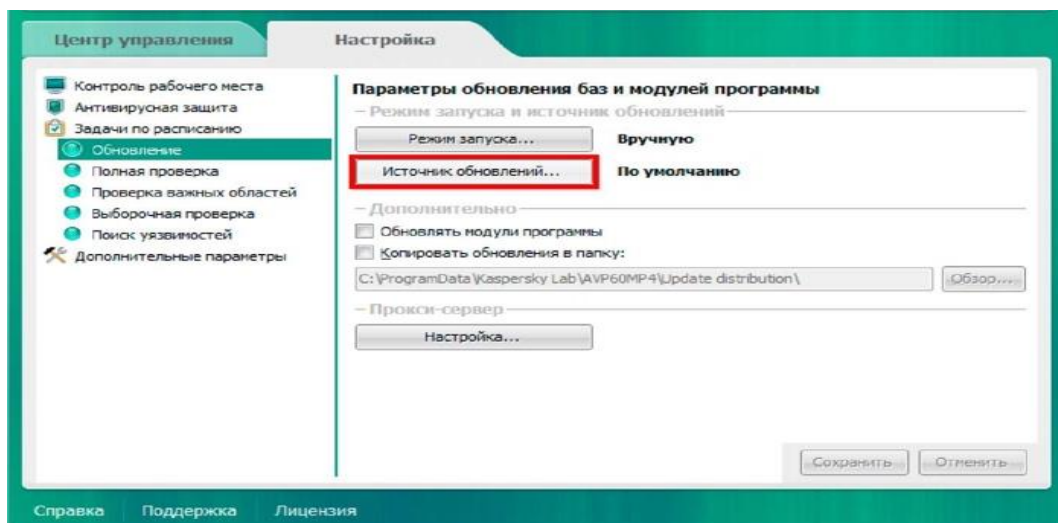 Центр управления
Настройка
Контроль рабочего места
Антивирусная защита
Задачи по расписанию
Обновление
Полная проверка
Проверка важных областей
Выборочная проверка
Поиск уязвимостей
Дополнительные параметры
Параметры обновления баз и модулей программы
Режим запуска и источник обновлений
Режим запуска... Вручную
Источник обновлений... По умолчанию
Дополнительно
Обновлять модули программы
Копировать обновления в папку:
C:\ProgramData\Kaspersky Lab\AVP60MP4\Update distribution\ Обзор...
Прокси-сервер
Настройка...
Сохранить Отменить
Справка Поддержка Лицензия